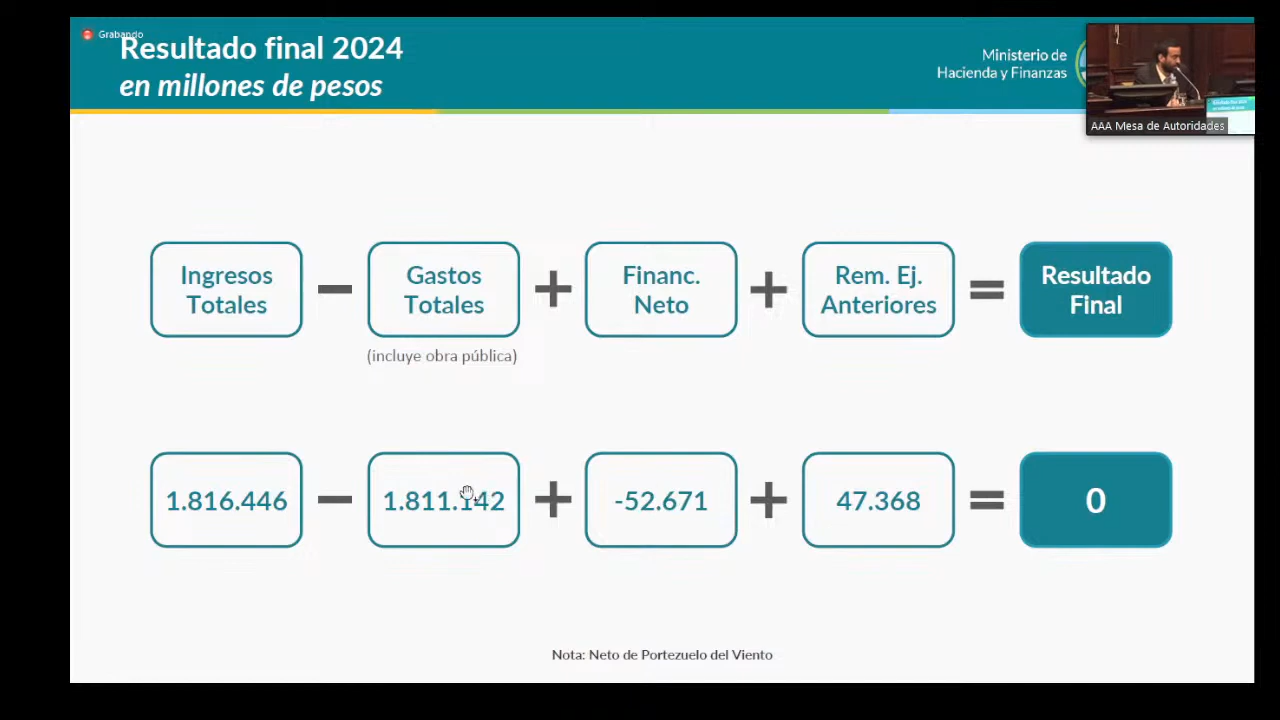 Grabando
Resultado final 2024
en millones de pesos
Ministerio de
Hacienda y Finanzas
AAA Mesa de Autoridades
Ingresos
Totales
−
Gastos
Totales
(incluye obra pública)
+
Financ.
Neto
+
Rem. Ej.
Anteriores
=
Resultado
Final
1.816.446
−
1.811.142
+
-52.671
+
47.368
=
0
Nota: Neto de Portezuelo del Viento